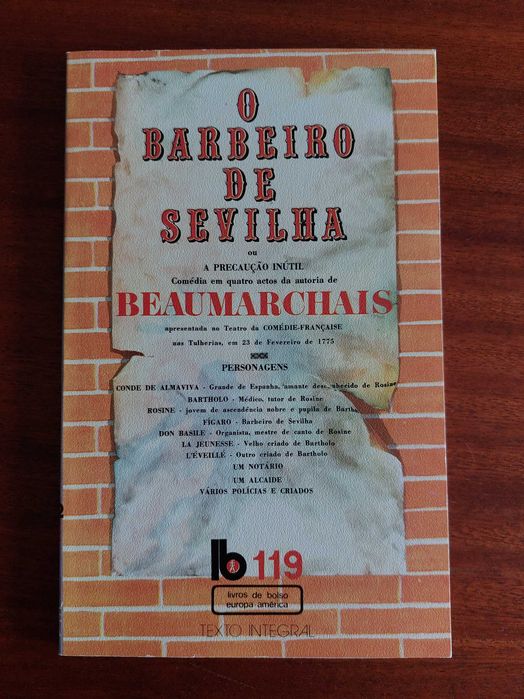 O
BARBEIRO
DE
SEVILHA
ou
A PRECAUÇÃO INÚTIL
Comédia em quatro actos da autoria de
BEAUMARCHAIS
apresentada no Teatro da COMÉDIE-FRANÇAISE
nas Tulherias, em 23 de Fevereiro de 1775
PERSONAGENS
CONDE DE ALMAVIVA - Grande de Espanha, amante desconhecido de Rosine
BARTHOLO - Médico, tutor de Rosine
ROSINE - jovem de ascendência nobre e pupila de Barth
FÍGARO - Barbeiro de Sevilha
DON BASILE - Organista, mestre de canto de Rosine
LA JEUNESSE - Velho criado de Bartholo
L'ÉVEILLÉ - Outro criado de Bartholo
UM NOTÁRIO
UM ALCAIDE
VÁRIOS POLÍCIAS E CRIADOS
lb 119
livros de bolso
europa américa
TEXTO INTEGRAL